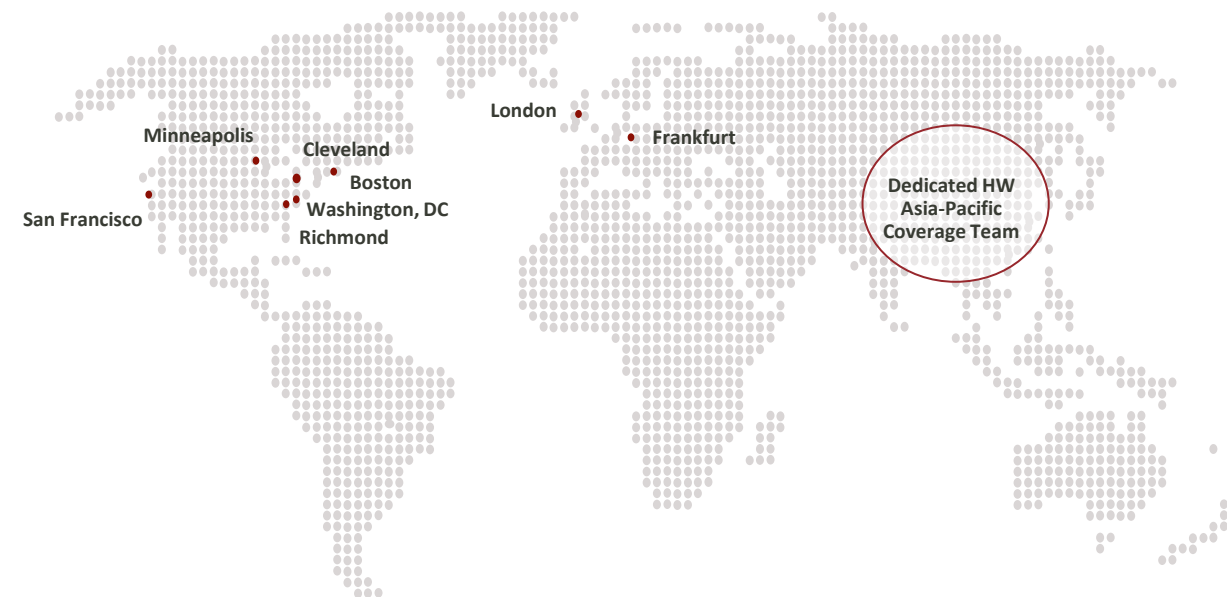 London
Minneapolis
Frankfurt
Cleveland
Boston
Dedicated HW
Asia-Pacific
Coverage Team
Washington, DC
San Francisco
Richmond